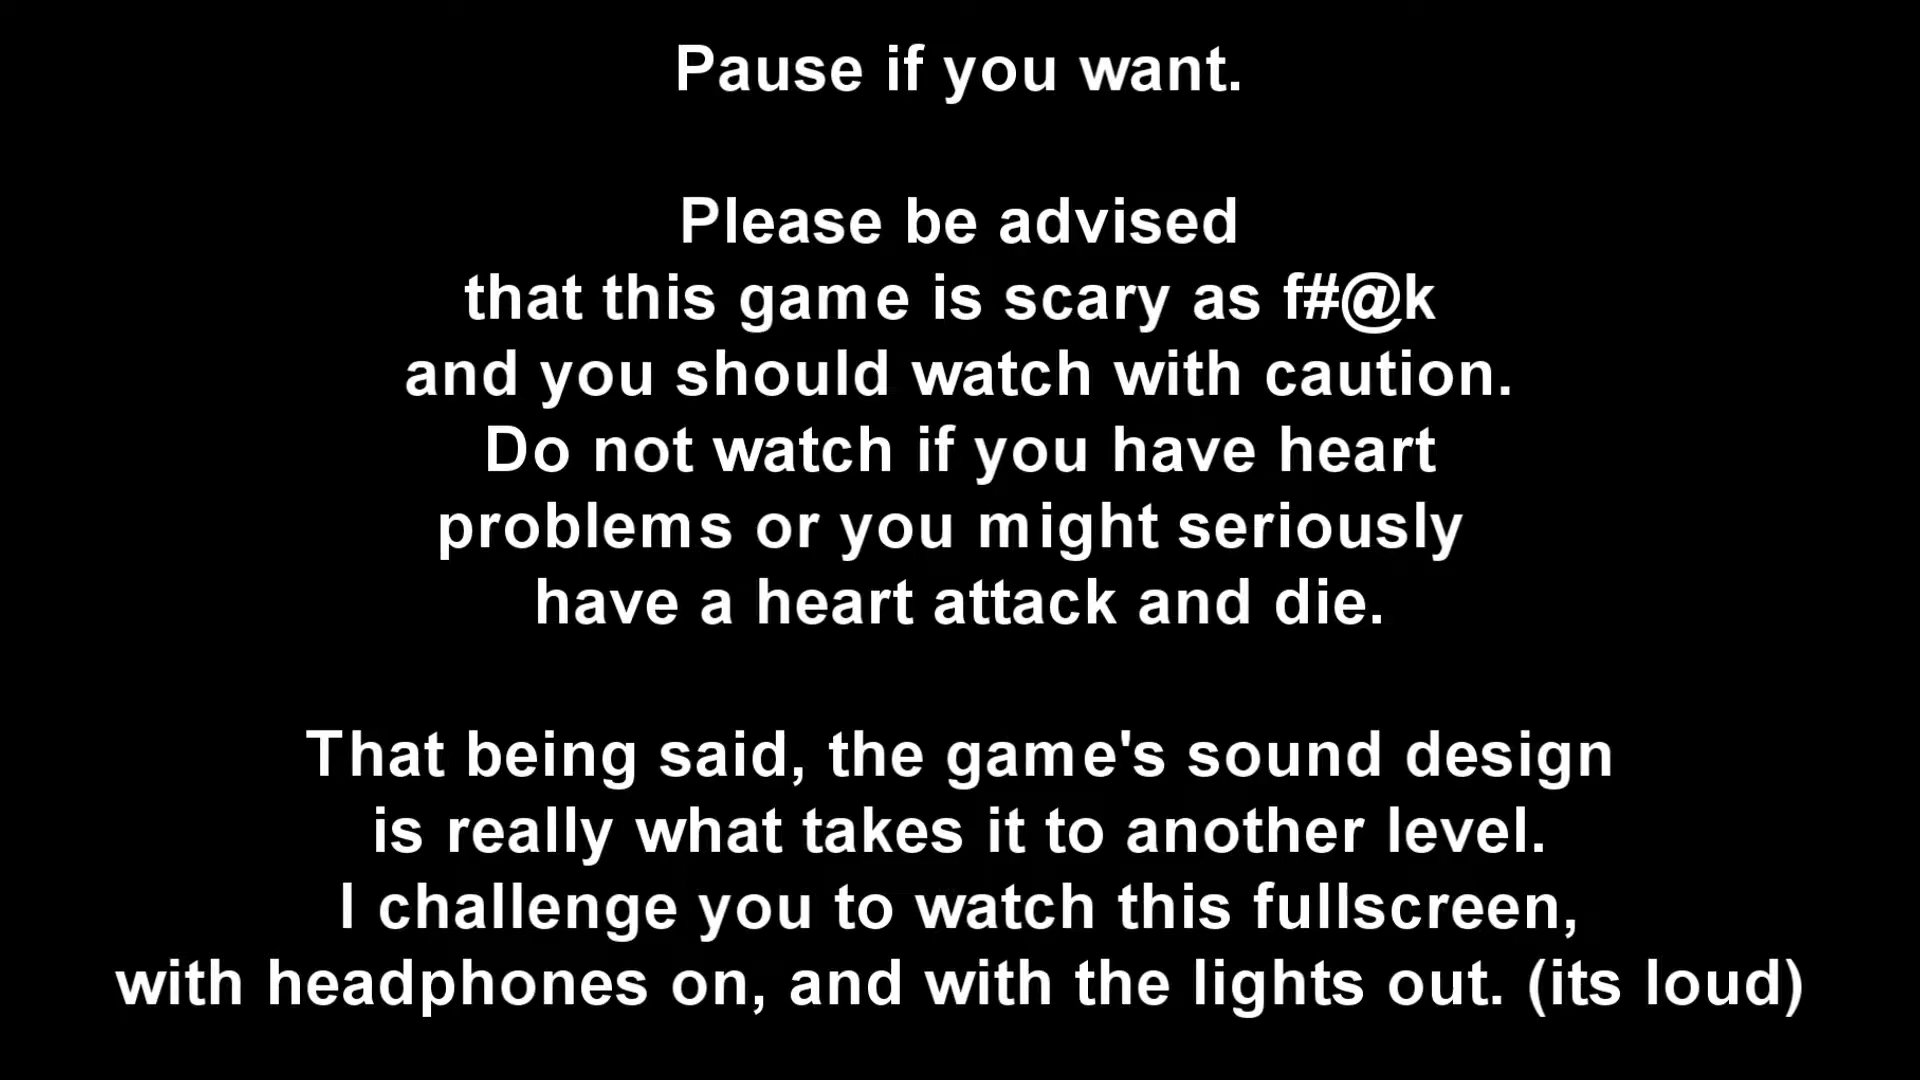 Pause if you want.
Please be advised
that this game is scary as f#@k
and you should watch with caution.
Do not watch if you have heart
problems or you might seriously
have a heart attack and die.
That being said, the game's sound design
is really what takes it to another level.
I challenge you to watch this fullscreen,
with headphones on, and with the lights out. (its loud)